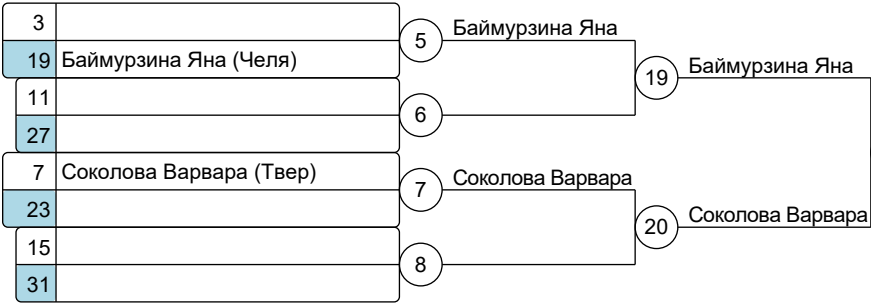 3
19 Баймурзина Яна (Челя)
11
27
7 Соколова Варвара (Твер)
23
15
31
5
6
7
8
Баймурзина Яна
Соколова Варвара
19
20
Баймурзина Яна
Соколова Варвара